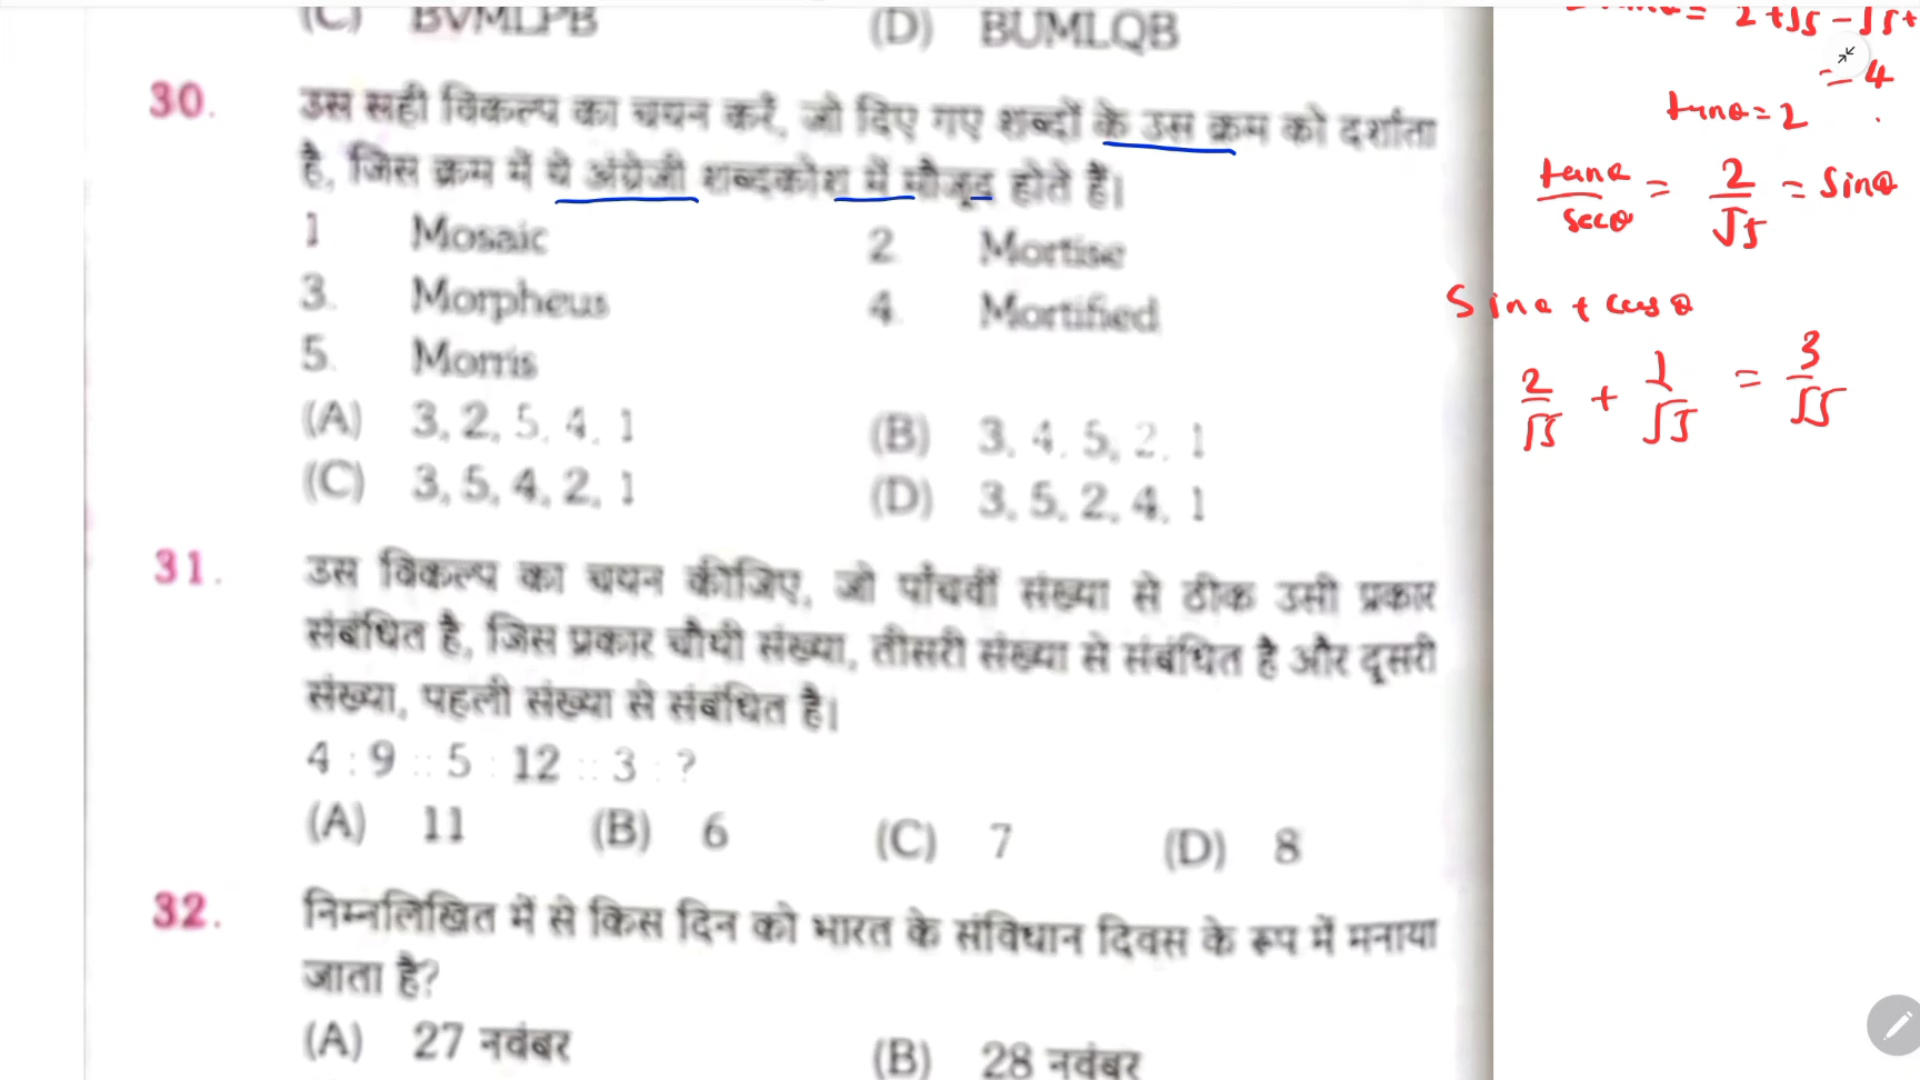 (C) BVMLPB (D) BUMLQB
30. उस सही विकल्प का चयन करें, जो दिए गए शब्दों के उस क्रम को दर्शाता
है, जिस क्रम में ये अंग्रेजी शब्दकोश में मौजूद होते हैं।
1 Mosaic 2. Mortise
3. Morpheus 4. Mortified
5. Morris
(A) 3, 2, 5, 4, 1 (B) 3, 4, 5, 2, 1
(C) 3, 5, 4, 2, 1 (D) 3, 5, 2, 4, 1
31. उस विकल्प का चयन कीजिए, जो पाँचवीं संख्या से ठीक उसी प्रकार
संबंधित है, जिस प्रकार चौथी संख्या, तीसरी संख्या से संबंधित है और दूसरी
संख्या, पहली संख्या से संबंधित है।
4 : 9 :: 5 : 12 :: 3 : ?
(A) 11 (B) 6 (C) 7 (D) 8
32. निम्नलिखित में से किस दिन को भारत के संविधान दिवस के रूप में मनाया
जाता है?
(A) 27 नवंबर (B) 28 नवंबर
= 2+√5 - √5+
= 4
tanθ = 2
tanθ/secθ = 2/√5 = Sinθ
Sinθ + cosθ
2/√5 + 1/√5 = 3/√5